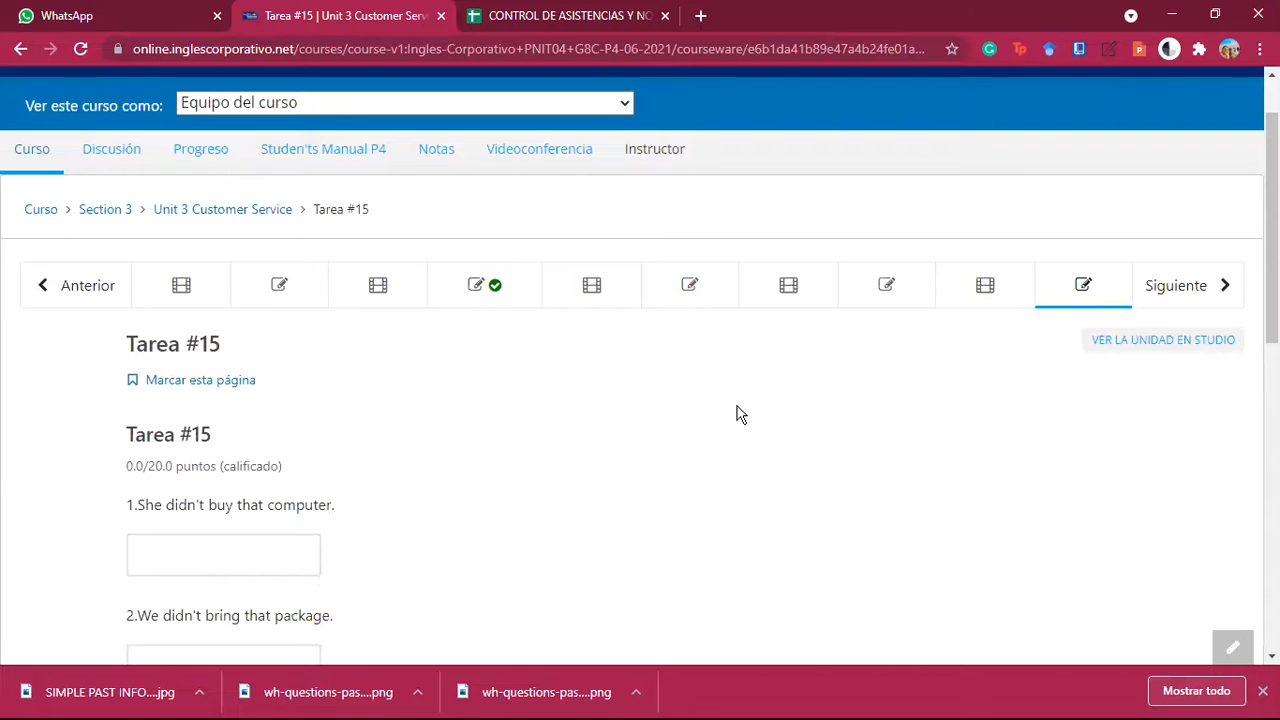 WhatsApp
Tarea #15 | Unit 3 Customer Serv
CONTROL DE ASISTENCIAS Y NO
online.inglescorporativo.net/courses/course-v1:Ingles-Corporativo+PNIT04+G8C-P4-06-2021/courseware/e6b1da41b89e47a4b24fe01a...
Ver este curso como:
Equipo del curso
Curso
Discusión
Progreso
Studen'ts Manual P4
Notas
Videoconferencia
Instructor
Curso > Section 3 > Unit 3 Customer Service > Tarea #15
Anterior
Siguiente
Tarea #15
VER LA UNIDAD EN STUDIO
Marcar esta página
Tarea #15
0.0/20.0 puntos (calificado)
1.She didn't buy that computer.
2.We didn't bring that package.
SIMPLE PAST INFO....jpg
wh-questions-pas....png
wh-questions-pas....png
Mostrar todo